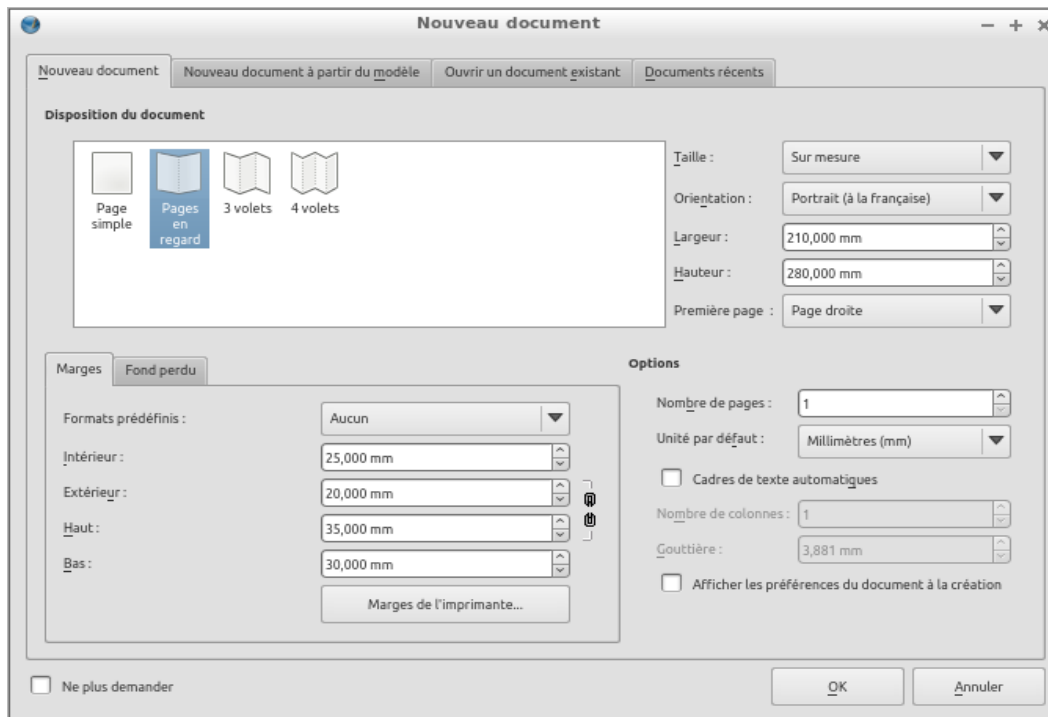 Nouveau document
Nouveau document
Nouveau document à partir du modèle
Ouvrir un document existant
Documents récents
Disposition du document
Page simple
Pages en regard
3 volets
4 volets
Taille :
Sur mesure
Orientation :
Portrait (à la française)
Largeur :
210,000 mm
Hauteur :
280,000 mm
Première page :
Page droite
Marges
Fond perdu
Formats prédéfinis :
Aucun
Intérieur :
25,000 mm
Extérieur :
20,000 mm
Haut :
35,000 mm
Bas :
30,000 mm
Marges de l'imprimante...
Options
Nombre de pages :
1
Unité par défaut :
Millimètres (mm)
Cadres de texte automatiques
Nombre de colonnes :
1
Gouttière :
3,881 mm
Afficher les préférences du document à la création
Ne plus demander
OK
Annuler